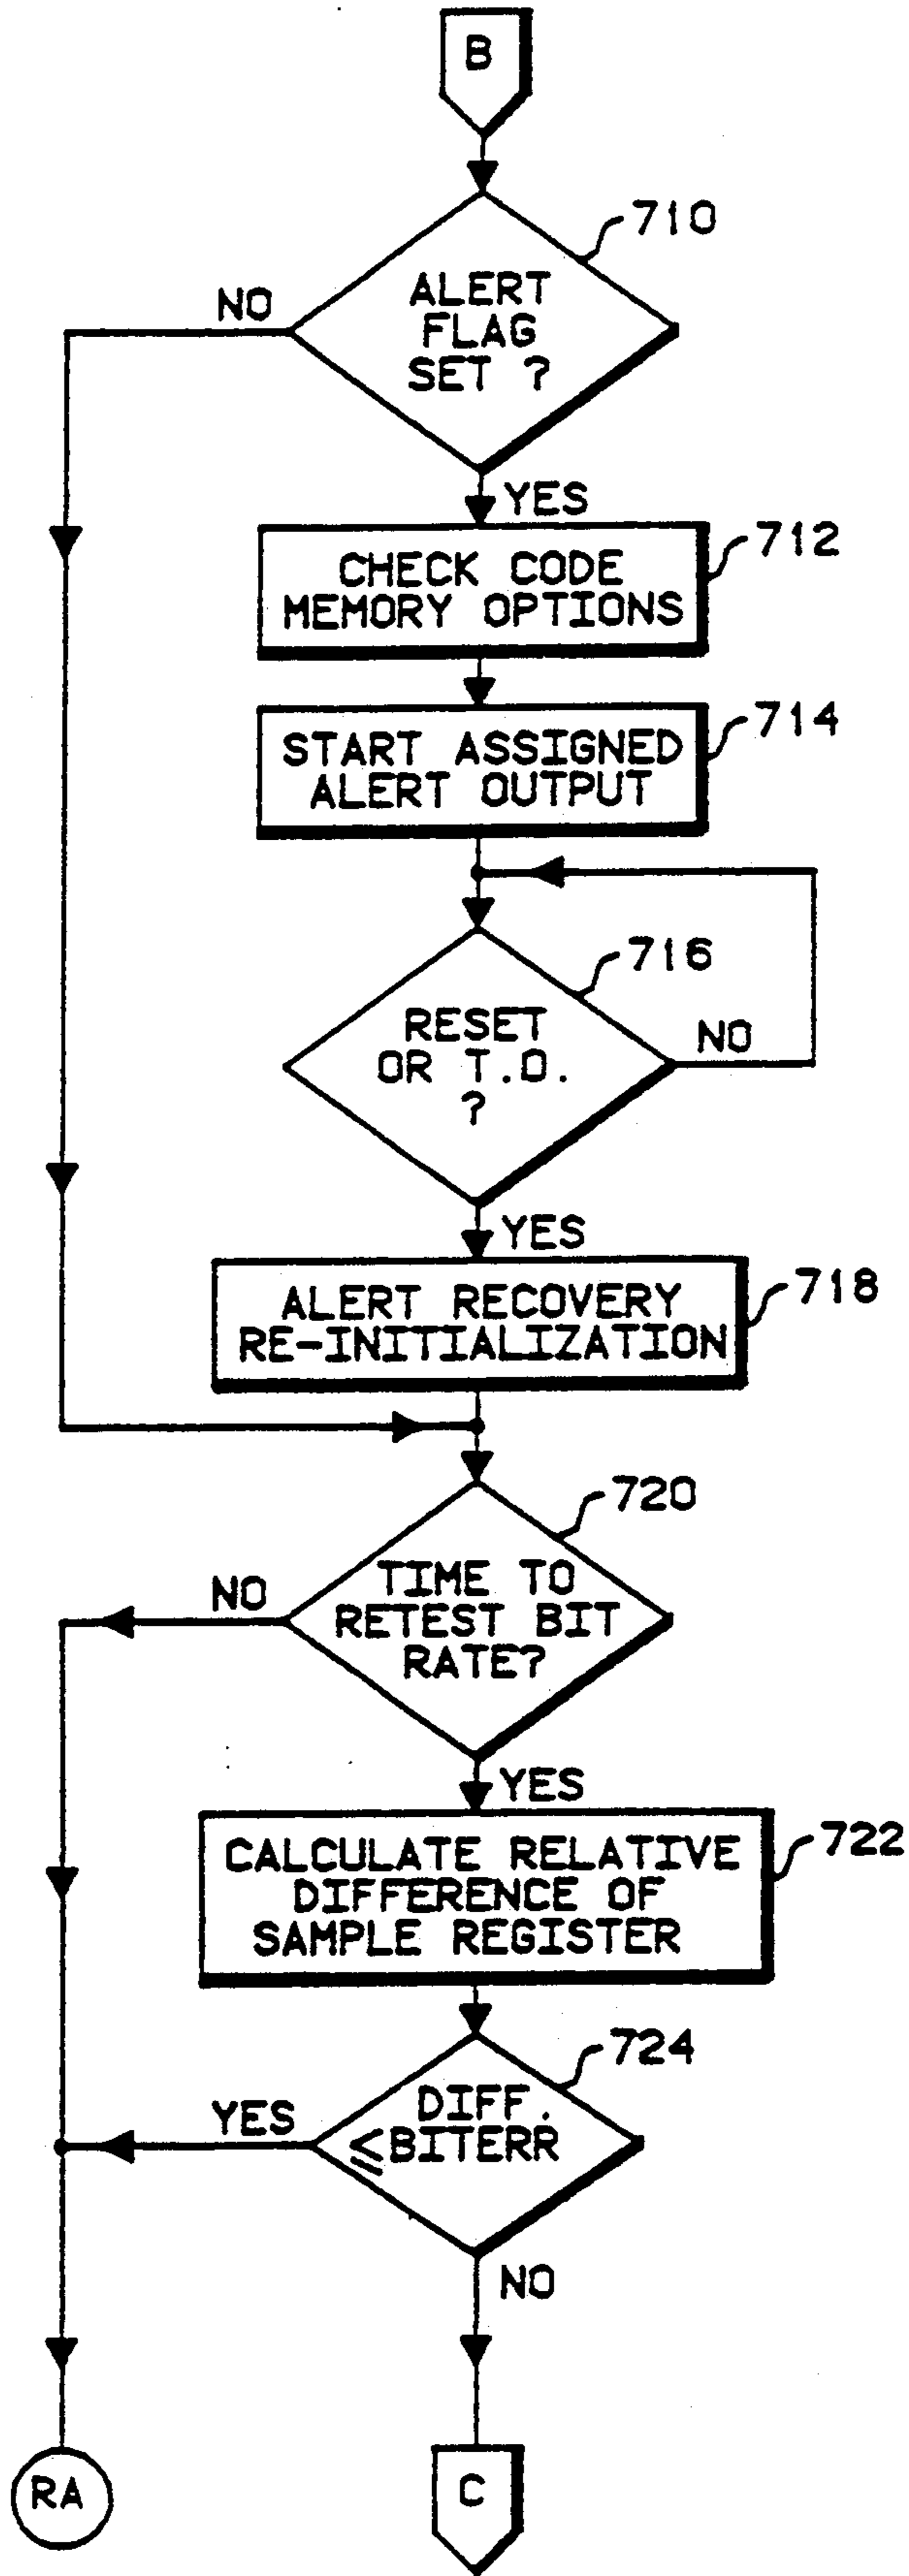 B
710
ALERT
FLAG
SET ?
NO
YES
712
CHECK CODE
MEMORY OPTIONS
714
START ASSIGNED
ALERT OUTPUT
716
RESET
OR T.O.
?
NO
YES
718
ALERT RECOVERY
RE-INITIALIZATION
720
TIME TO
RETEST BIT
RATE?
NO
YES
722
CALCULATE RELATIVE
DIFFERENCE OF
SAMPLE REGISTER
724
DIFF.
≤BITERR
YES
NO
RA
C